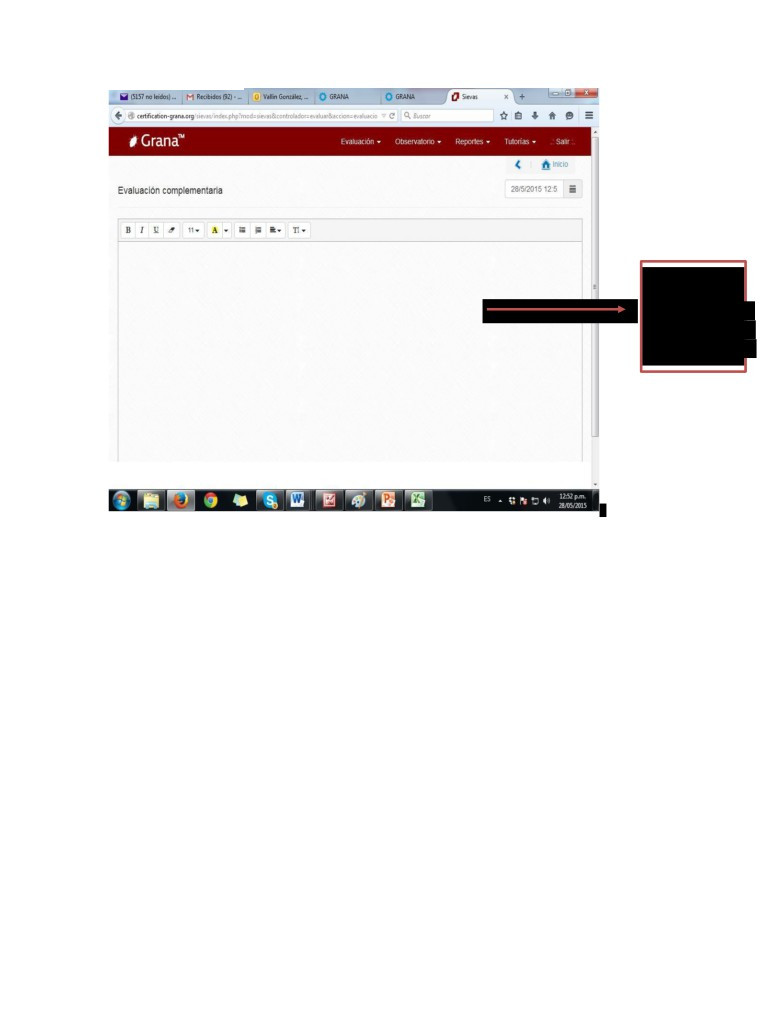 (5157 no leidos) ...
Recibidos (92) - ...
Vallin González, ...
GRANA
GRANA
Sievas
certification-grana.org/sievas/index.php?mod=sievas&controlador=evaluar&accion=evaluacio
Buscar
Grana™
Evaluación
Observatorio
Reportes
Tutorías
.: Salir :.
Inicio
Evaluación complementaria
28/5/2015 12:5
B I U 11 A T
ES
12:52 p.m.
28/05/2015